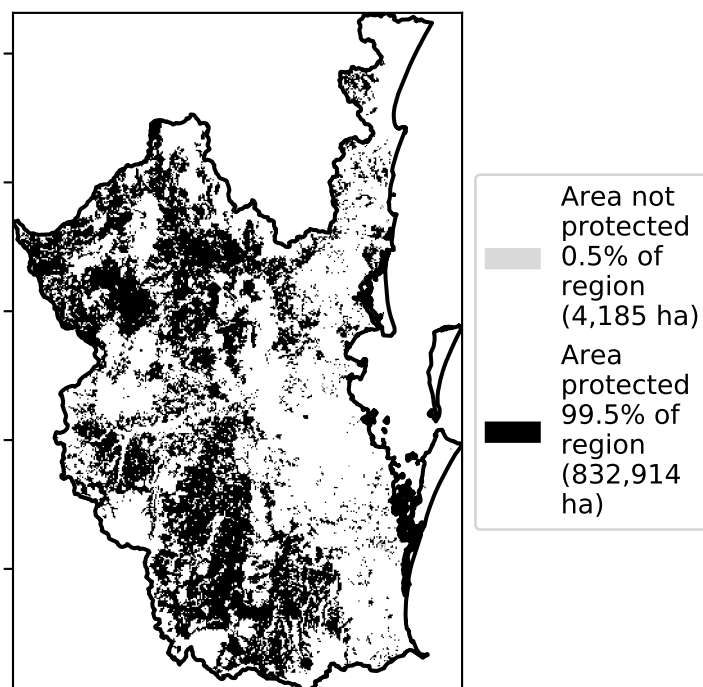 Area not
protected
0.5% of
region
(4,185 ha)
Area
protected
99.5% of
region
(832,914
ha)